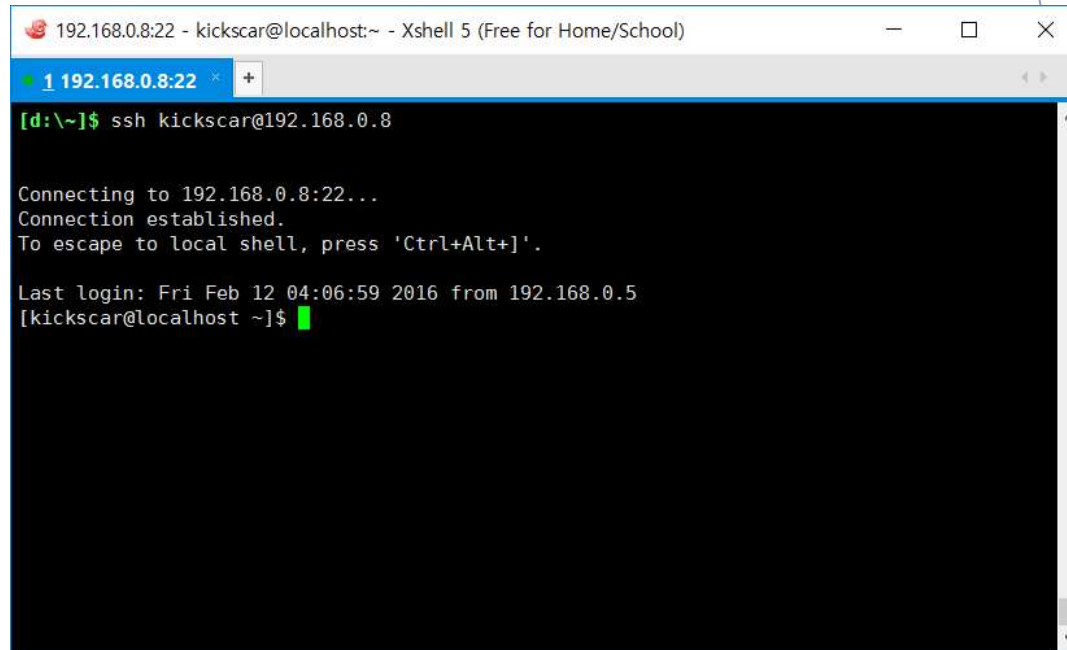 192.168.0.8:22 - kickscar@localhost:~ - Xshell 5 (Free for Home/School)
1 192.168.0.8:22 × +
[d:\~]$ ssh kickscar@192.168.0.8
Connecting to 192.168.0.8:22...
Connection established.
To escape to local shell, press 'Ctrl+Alt+]'.
Last login: Fri Feb 12 04:06:59 2016 from 192.168.0.5
[kickscar@localhost ~]$